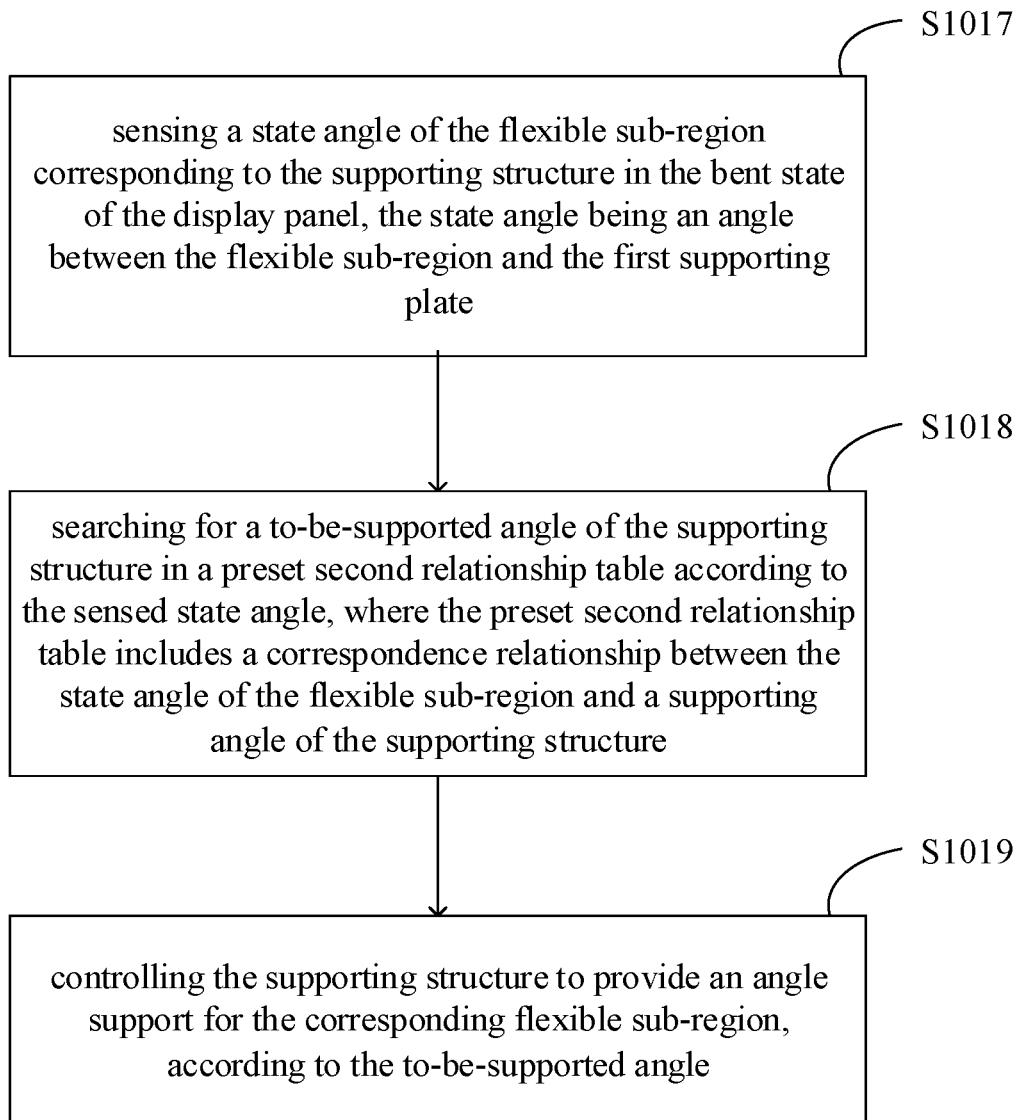 S1017
sensing a state angle of the flexible sub-region
corresponding to the supporting structure in the bent state
of the display panel, the state angle being an angle
between the flexible sub-region and the first supporting
plate
S1018
searching for a to-be-supported angle of the supporting
structure in a preset second relationship table according to
the sensed state angle, where the preset second relationship
table includes a correspondence relationship between the
state angle of the flexible sub-region and a supporting
angle of the supporting structure
S1019
controlling the supporting structure to provide an angle
support for the corresponding flexible sub-region,
according to the to-be-supported angle